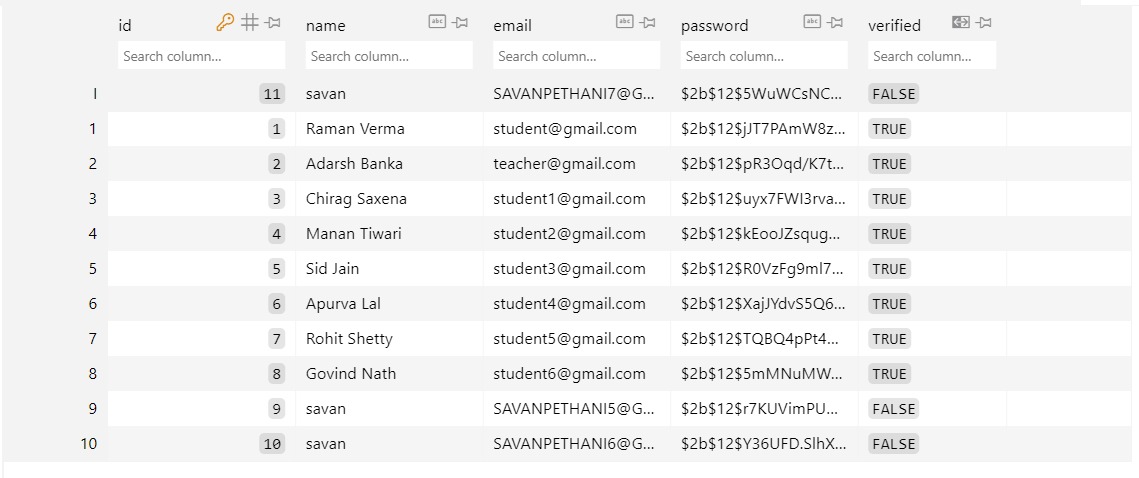 id name email password verified
Search column... Search column... Search column... Search column... Search column...
I 11 savan SAVANPETHANI7@G... $2b$12$5WuWCsNC... FALSE
1 1 Raman Verma student@gmail.com $2b$12$jJT7PAmW8z... TRUE
2 2 Adarsh Banka teacher@gmail.com $2b$12$pR3Oqd/K7t... TRUE
3 3 Chirag Saxena student1@gmail.com $2b$12$uyx7FWI3rva... TRUE
4 4 Manan Tiwari student2@gmail.com $2b$12$kEooJZsqug... TRUE
5 5 Sid Jain student3@gmail.com $2b$12$R0VzFg9ml7... TRUE
6 6 Apurva Lal student4@gmail.com $2b$12$XajJYdvS5Q6... TRUE
7 7 Rohit Shetty student5@gmail.com $2b$12$TQBQ4pPt4... TRUE
8 8 Govind Nath student6@gmail.com $2b$12$5mMNuMW... TRUE
9 9 savan SAVANPETHANI5@G... $2b$12$r7KUVimPU... FALSE
10 10 savan SAVANPETHANI6@G... $2b$12$Y36UFD.SlhX... FALSE